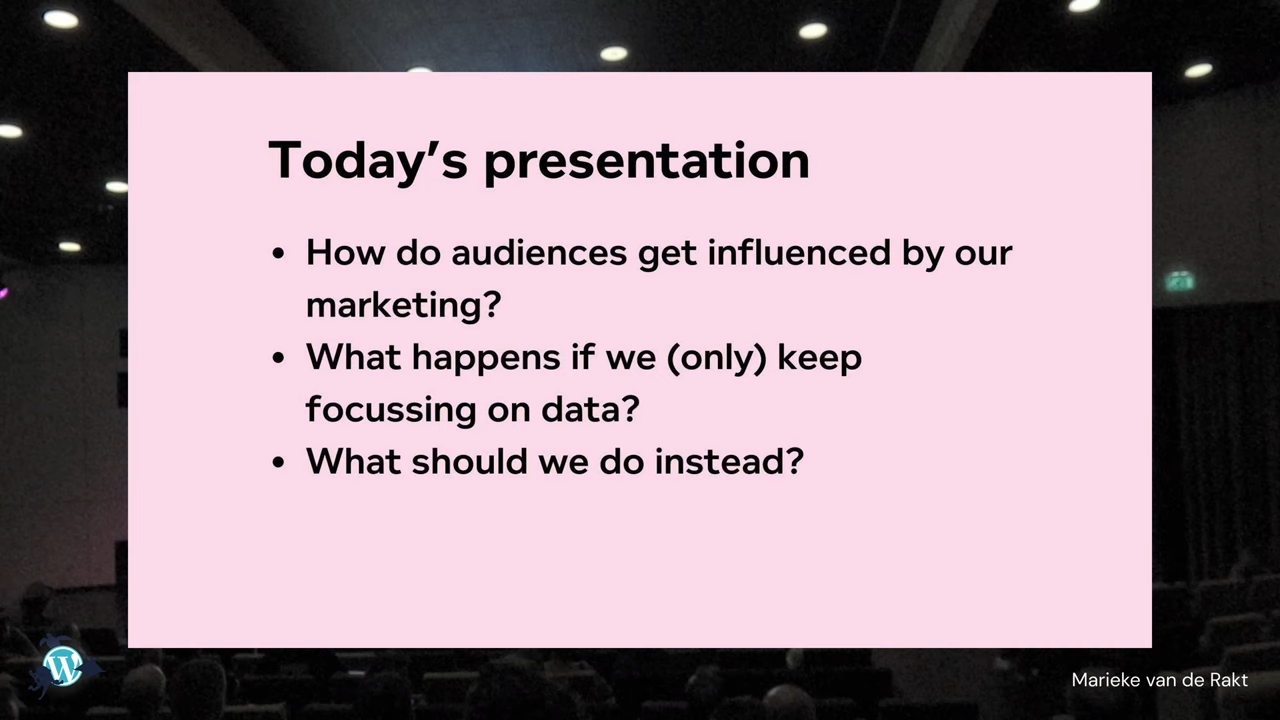 Today’s presentation
• How do audiences get influenced by our
marketing?
• What happens if we (only) keep
focussing on data?
• What should we do instead?
W
Marieke van de Rakt